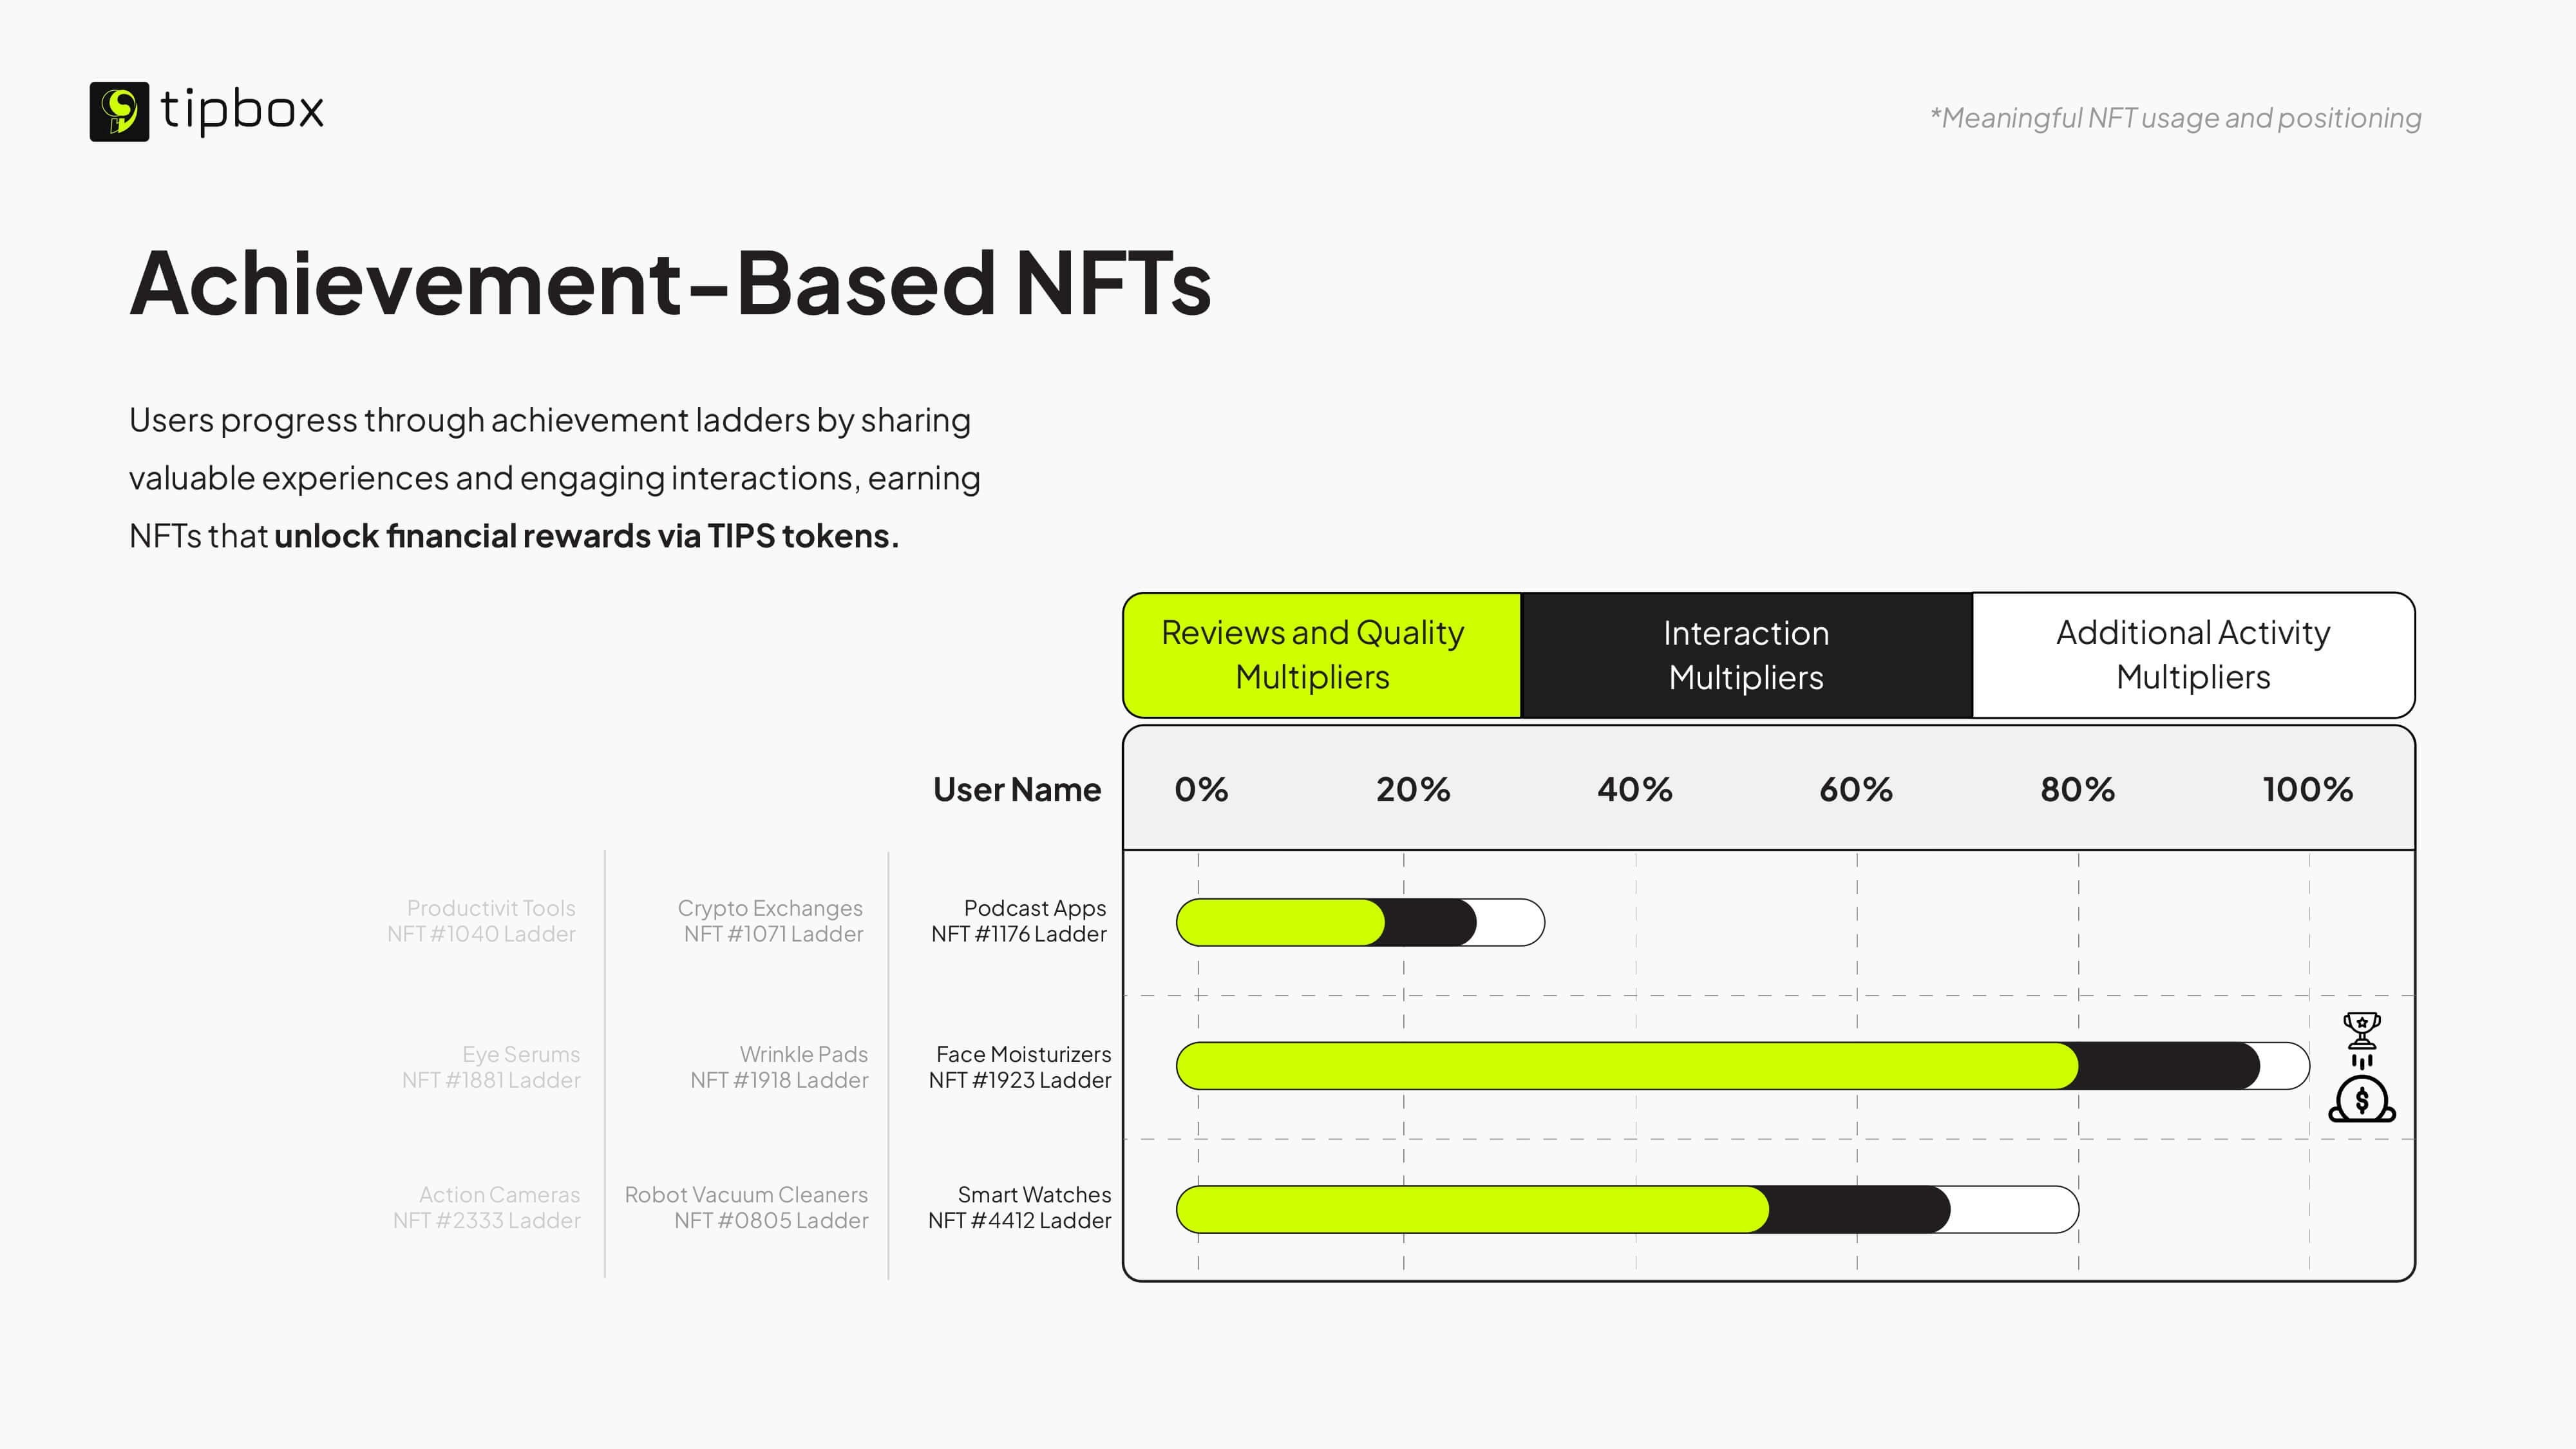 tipbox
*Meaningful NFT usage and positioning
Achievement-Based NFTs
Users progress through achievement ladders by sharing
valuable experiences and engaging interactions, earning
NFTs that unlock financial rewards via TIPS tokens.
Reviews and Quality
Multipliers
Interaction
Multipliers
Additional Activity
Multipliers
User Name
0%
20%
40%
60%
80%
100%
Productivit Tools
NFT #1040 Ladder
Crypto Exchanges
NFT #1071 Ladder
Podcast Apps
NFT #1176 Ladder
Eye Serums
NFT #1881 Ladder
Wrinkle Pads
NFT #1918 Ladder
Face Moisturizers
NFT #1923 Ladder
$
Action Cameras
NFT #2333 Ladder
Robot Vacuum Cleaners
NFT #0805 Ladder
Smart Watches
NFT #4412 Ladder